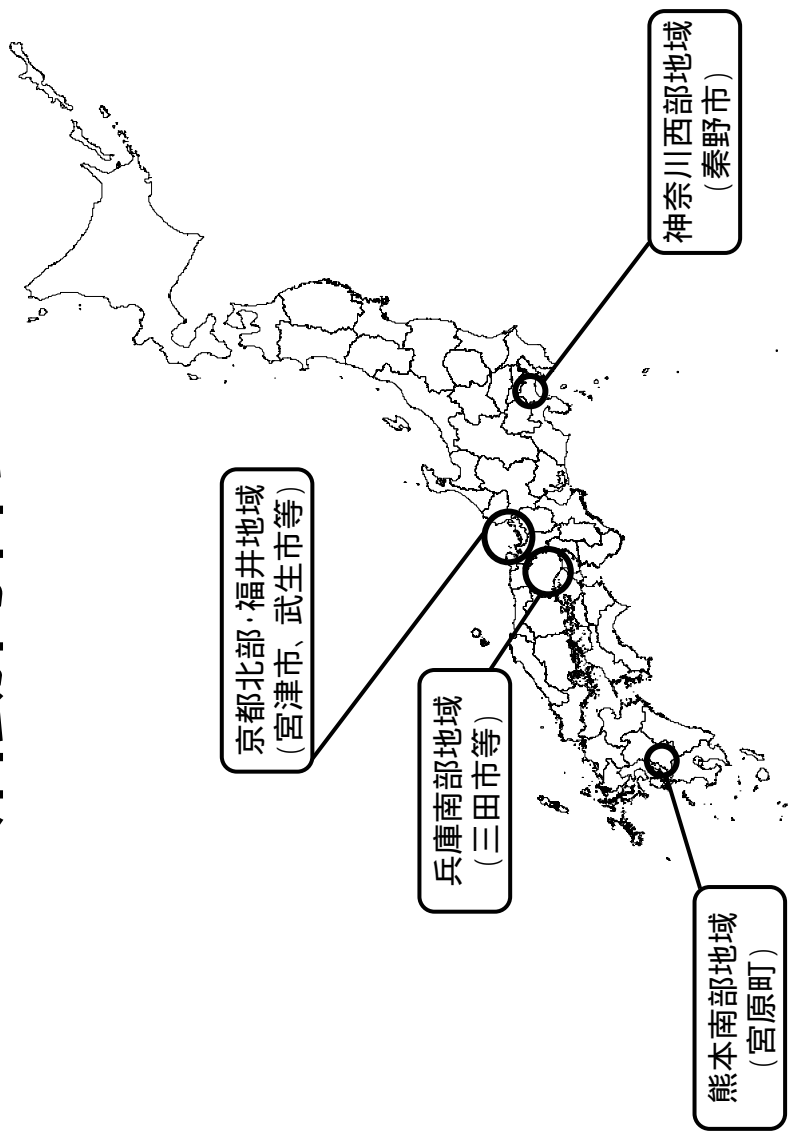 神奈川西部地域
(秦野市)
京都北部・福井地域
(宮津市、武生市等)
兵庫南部地域
(三田市等)
熊本南部地域
(宮原町)